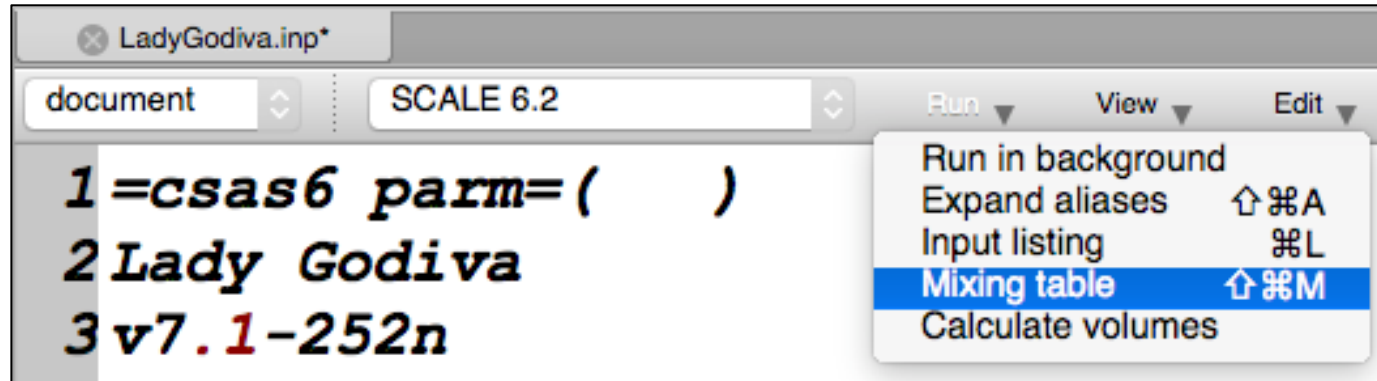 LadyGodiva.inp*
document SCALE 6.2 Run View Edit
Run in background
Expand aliases ⇧⌘A
Input listing ⌘L
Mixing table ⇧⌘M
Calculate volumes
1 =csas6 parm=(   )
2 Lady Godiva
3 v7.1-252n